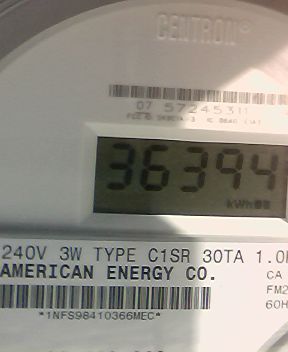 CENTRON®
07 57245311
36394
kWh
240V 3W TYPE C1SR 30TA 1.0
AMERICAN ENERGY CO.
CA
FM2
60H
*1NFS98410366MEC*